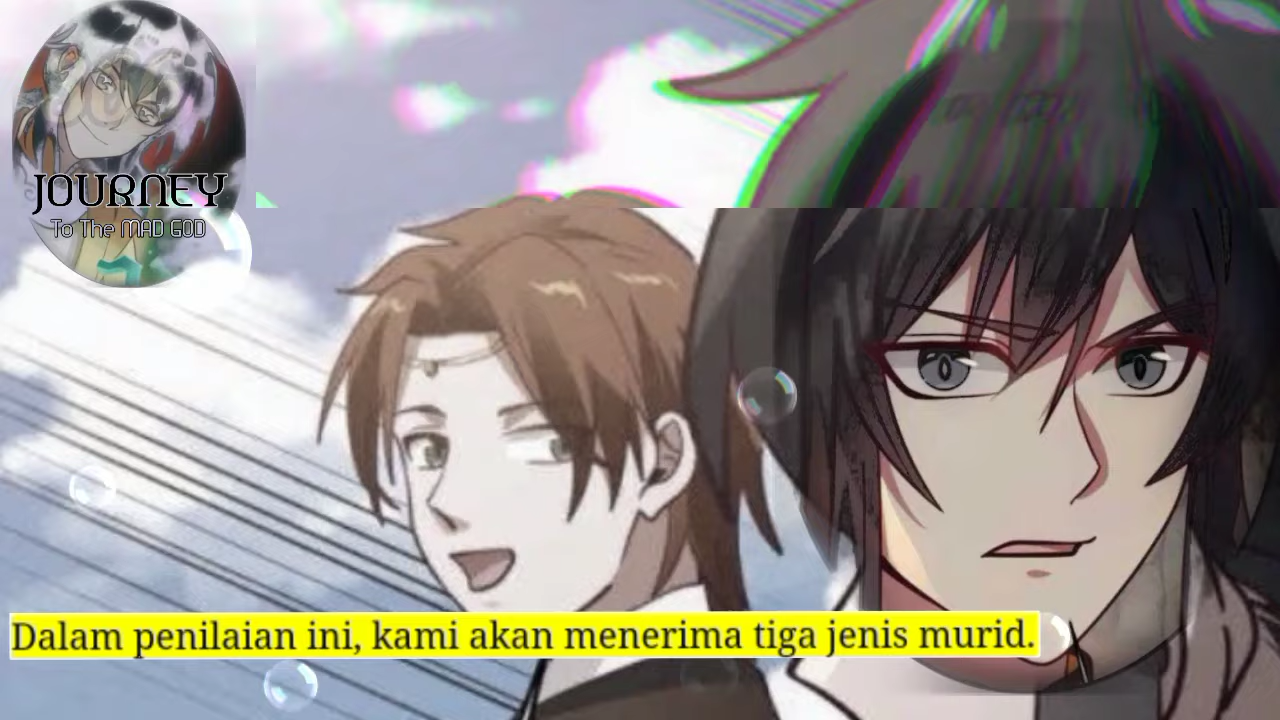 JOURNEY
To The MAD GOD
Dalam penilaian ini, kami akan menerima tiga jenis murid.